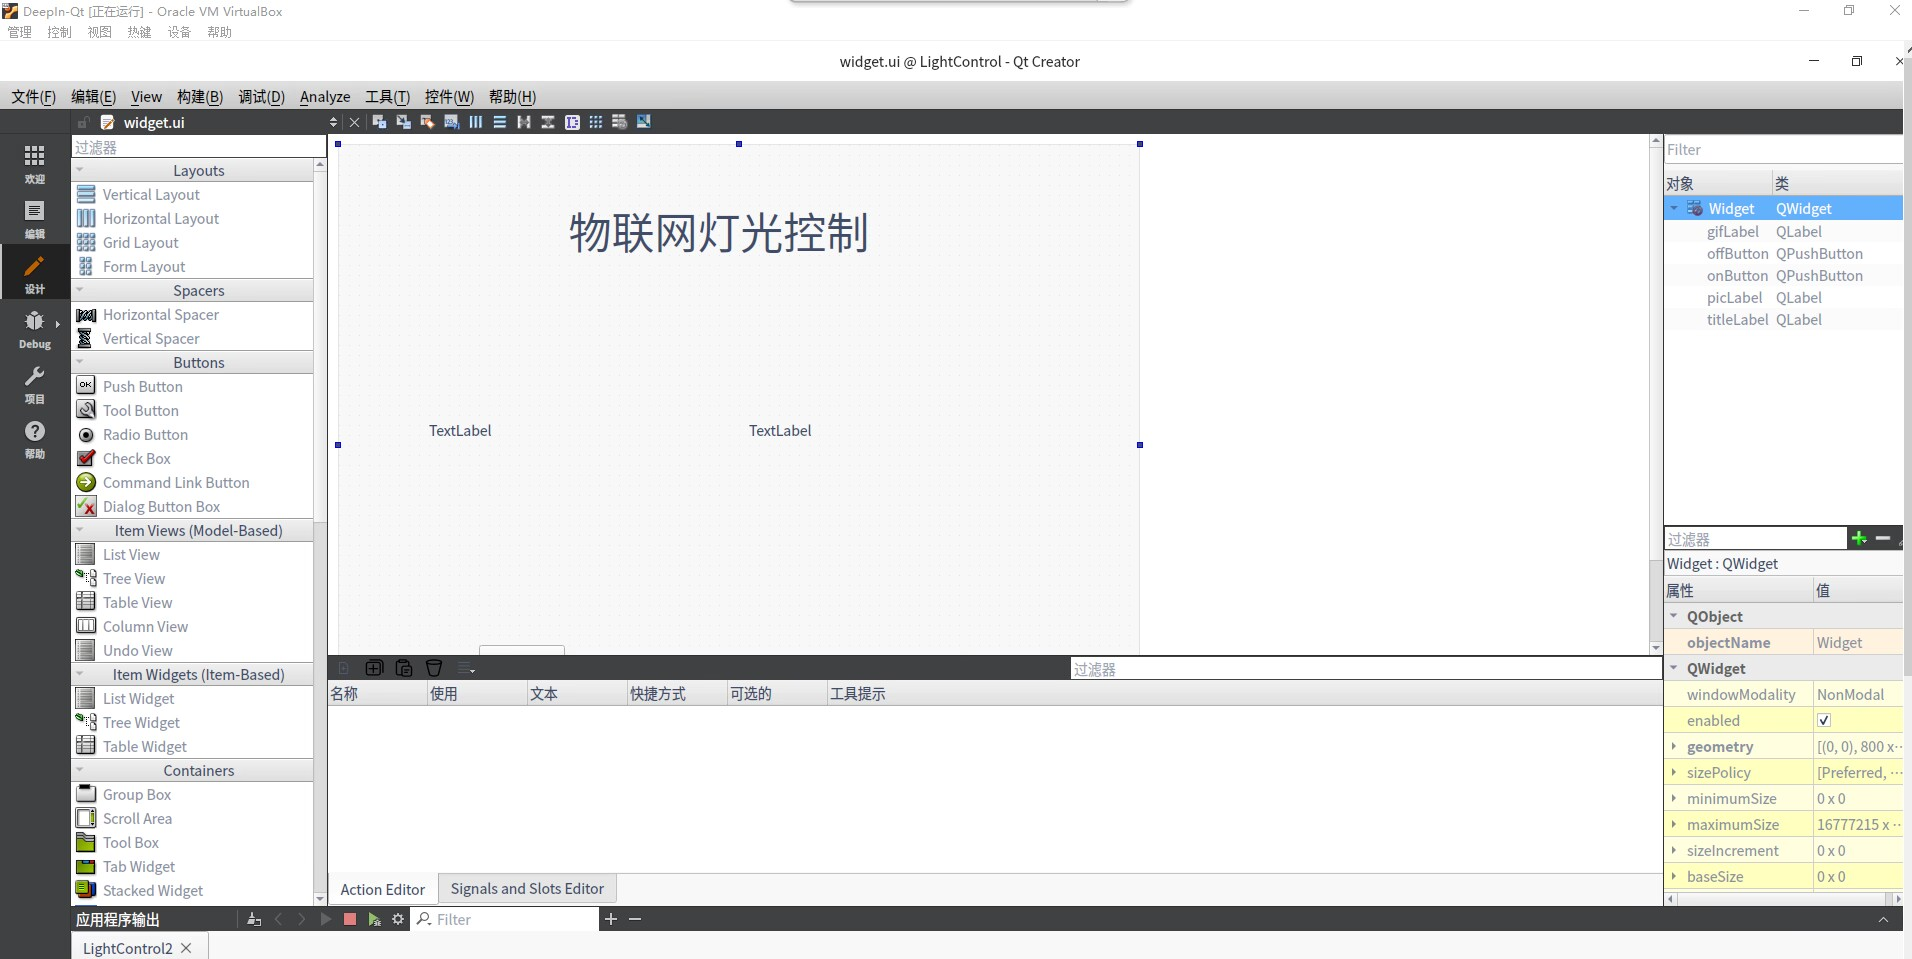 DeepIn-Qt [正在运行] - Oracle VM VirtualBox
管理 控制 视图 热键 设备 帮助
widget.ui @ LightControl - Qt Creator
文件(F) 编辑(E) View 构建(B) 调试(D) Analyze 工具(T) 控件(W) 帮助(H)
widget.ui
欢迎
编辑
设计
Debug
项目
帮助
过滤器
Layouts
Vertical Layout
Horizontal Layout
Grid Layout
Form Layout
Spacers
Horizontal Spacer
Vertical Spacer
Buttons
Push Button
Tool Button
Radio Button
Check Box
Command Link Button
Dialog Button Box
Item Views (Model-Based)
List View
Tree View
Table View
Column View
Undo View
Item Widgets (Item-Based)
List Widget
Tree Widget
Table Widget
Containers
Group Box
Scroll Area
Tool Box
Tab Widget
Stacked Widget
物联网灯光控制
TextLabel TextLabel
过滤器
名称 使用 文本 快捷方式 可选的 工具提示
Action Editor Signals and Slots Editor
Filter
对象 类
Widget QWidget
gifLabel QLabel
offButton QPushButton
onButton QPushButton
picLabel QLabel
titleLabel QLabel
过滤器
Widget : QWidget
属性 值
QObject
objectName Widget
QWidget
windowModality NonModal
enabled
geometry [(0, 0), 800 x···
sizePolicy [Preferred, ···
minimumSize 0 x 0
maximumSize 16777215 x ···
sizeIncrement 0 x 0
baseSize 0 x 0
应用程序输出 Filter
LightControl2